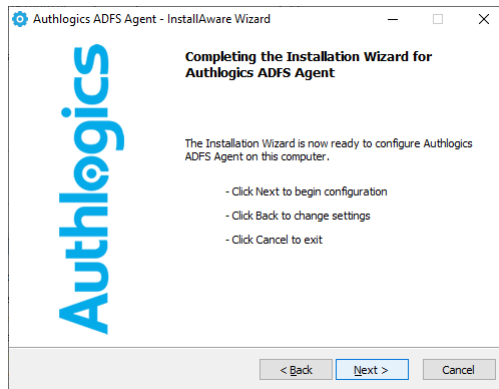 Authlogics ADFS Agent - InstallAware Wizard
Authlogics
Completing the Installation Wizard for
Authlogics ADFS Agent
The Installation Wizard is now ready to configure Authlogics
ADFS Agent on this computer.
- Click Next to begin configuration
- Click Back to change settings
- Click Cancel to exit
< Back
Next >
Cancel